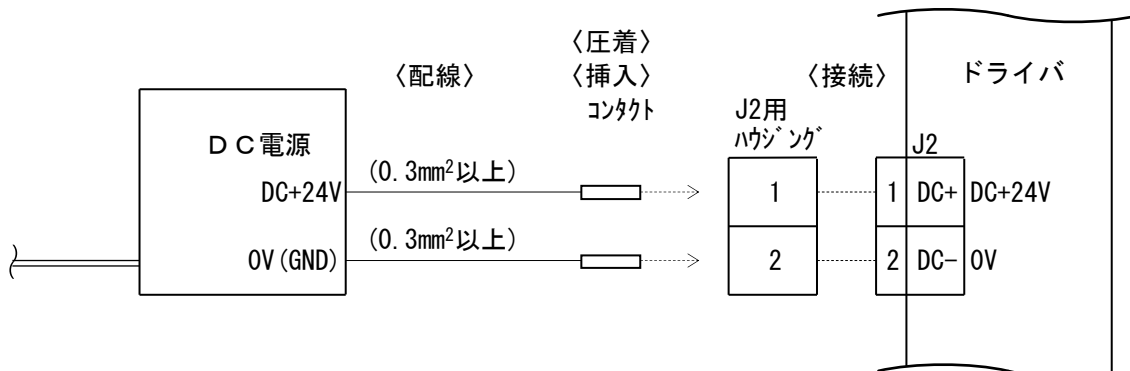 〈圧着〉
〈配線〉
〈挿入〉
〈接続〉
ドライバ
ｺﾝﾀｸﾄ
J2用
ﾊｳｼﾞﾝｸﾞ
ＤＣ電源
J2
(0.3mm²以上)
DC+24V
1
1
DC+
DC+24V
(0.3mm²以上)
0V(GND)
2
2
DC-
0V